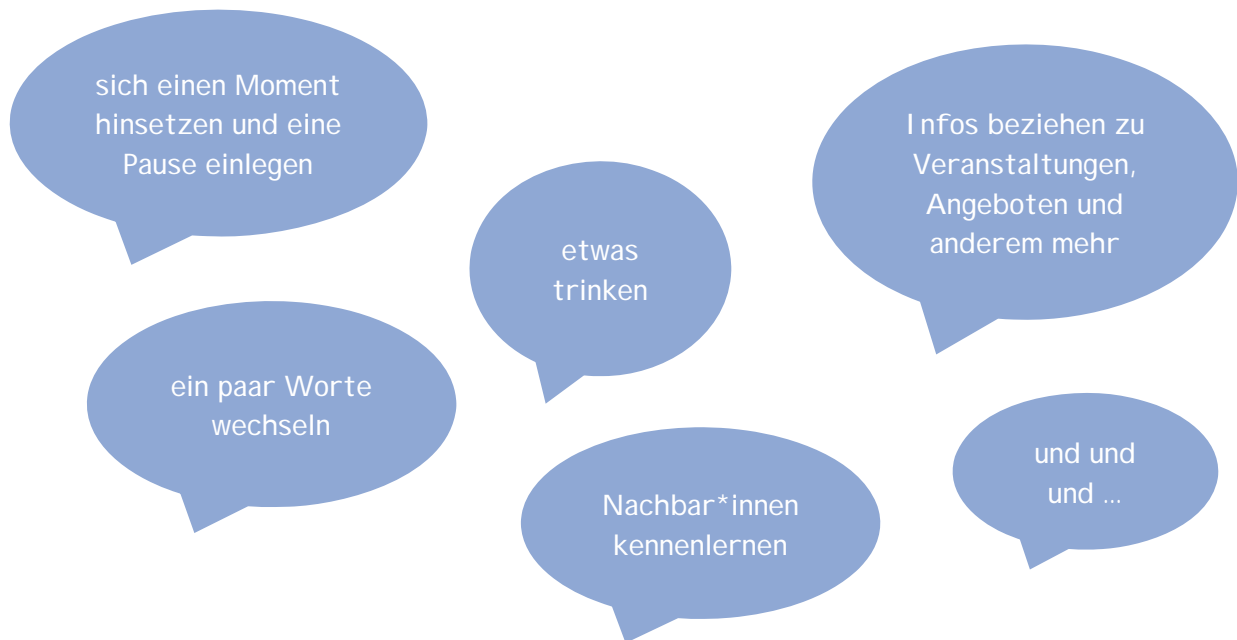 sich einen Moment
hinsetzen und eine
Pause einlegen
Infos beziehen zu
Veranstaltungen,
Angeboten und
anderem mehr
etwas
trinken
ein paar Worte
wechseln
und und
und ...
Nachbar*innen
kennenlernen